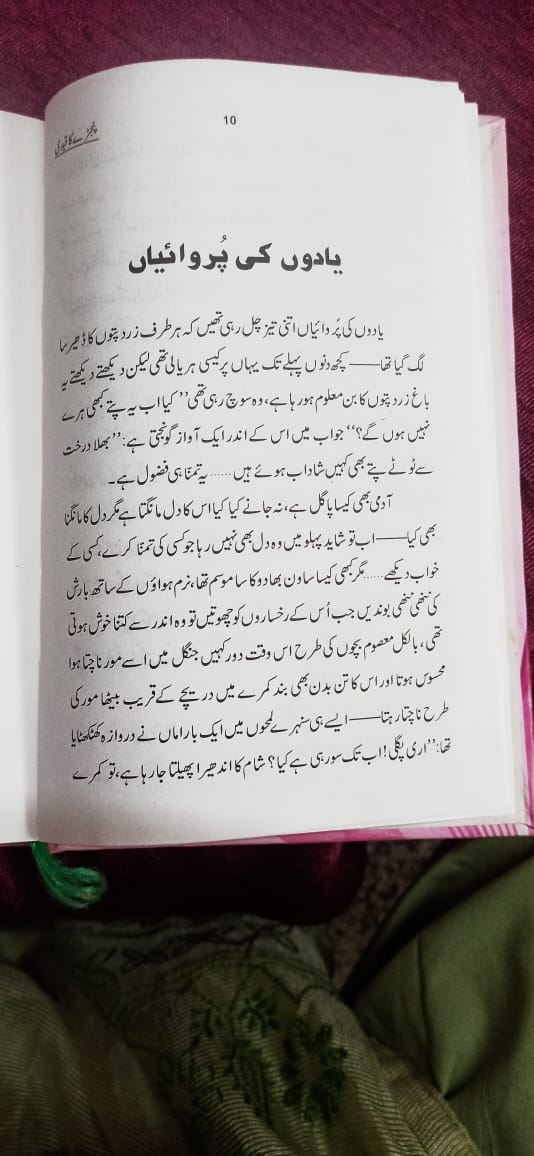 10
پنجرے کا قیدی
یادوں کی پُروائیاں
یادوں کی پُروائیاں اتنی تیز چل رہی تھیں کہ ہر طرف زرد پتوں کا ڈھیر سا
لگ گیا تھا—— کچھ دنوں پہلے تک یہاں پر کیسی ہریالی تھی لیکن دیکھتے دیکھتے یہ
باغ زرد پتوں کا بن معلوم ہو رہا ہے، وہ سوچ رہی تھی ’’کیا اب یہ پتے کبھی ہرے
نہیں ہوں گے؟‘‘ جواب میں اس کے اندر ایک آواز گونجتی ہے: ’’بھلا درخت
سے ٹوٹے پتے بھی کہیں شاداب ہوئے ہیں...... یہ تمنّا ہی فضول ہے۔
آدمی بھی کیسا پاگل ہے، نہ جانے کیا کیا اس کا دل مانگتا ہے مگر دل کا مانگنا
بھی کیا—— اب تو شاید پہلو میں وہ دل بھی نہیں رہا جو کسی کی تمنّا کرے، کسی کے
خواب دیکھے...... مگر کبھی کیسا ساون بھادو کا سا موسم تھا، نرم ہواؤں کے ساتھ بارش
کی ننھی ننھی بوندیں جب اُس کے رخساروں کو چھوتیں تو وہ اندر سے کتنا خوش ہوتی
تھی، بالکل معصوم بچوں کی طرح اس وقت دور کہیں جنگل میں اسے مور ناچتا ہوا
محسوس ہوتا اور اس کا تن بدن بھی بند کمرے میں دریچے کے قریب بیٹھا مور کی
طرح ناچتا رہتا—— ایسے ہی سنہرے لمحوں میں ایک بار اماں نے دروازہ کھٹکھٹایا
تھا: ’’اری پگلی! اب تک سو رہی ہے کیا؟ شام کا اندھیرا پھیلتا جا رہا ہے، تو کمرے